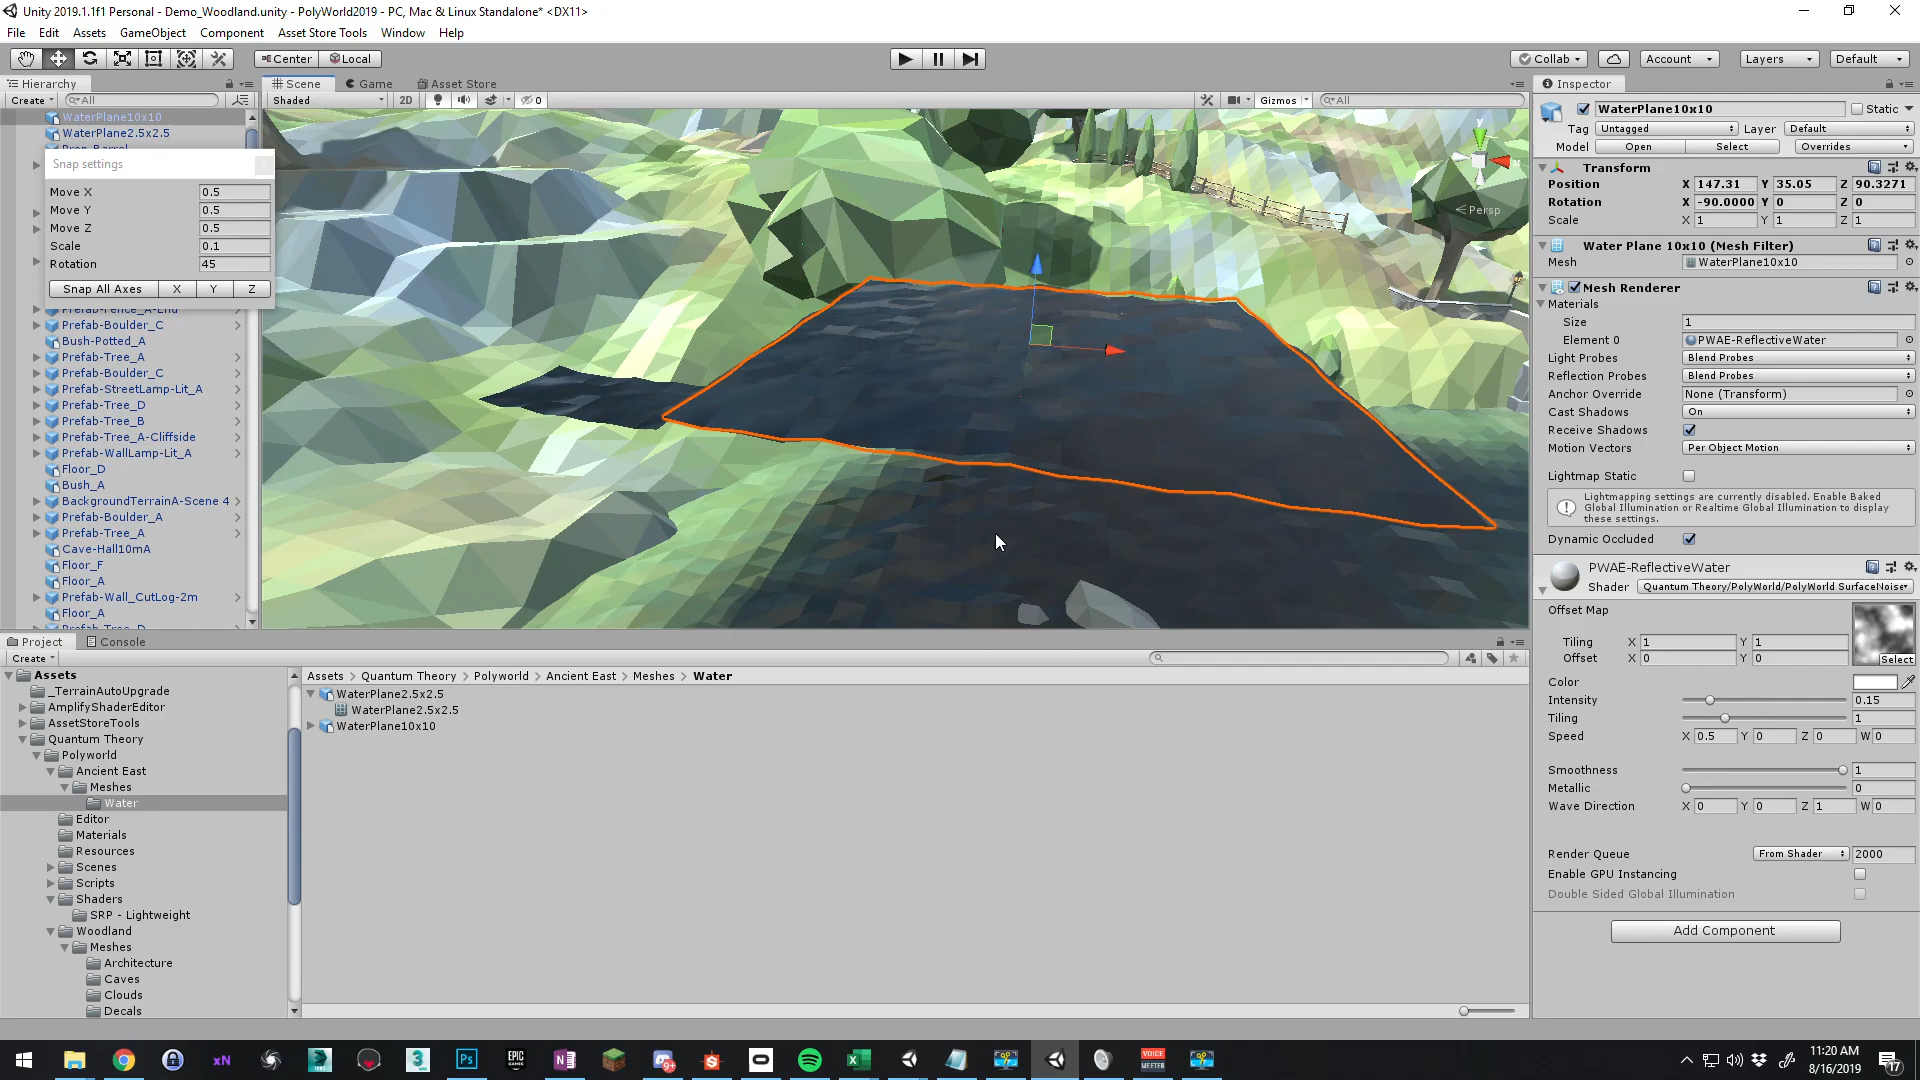 Unity 2019.1.1f1 Personal - Demo_Woodland.unity - PolyWorld2019 - PC, Mac & Linux Standalone* <DX11>
File Edit Assets GameObject Component Asset Store Tools Window Help
Center Local
Collab Account Layers Default
Hierarchy
Create All
WaterPlane10x10
WaterPlane2.5x2.5
Snap settings
Move X 0.5
Move Y 0.5
Move Z 0.5
Scale 0.1
Rotation 45
Snap All Axes X Y Z
Prefab-Boulder_C
Bush-Potted_A
Prefab-Tree_A
Prefab-Boulder_C
Prefab-StreetLamp-Lit_A
Prefab-Tree_D
Prefab-Tree_B
Prefab-Tree_A-Cliffside
Prefab-WallLamp-Lit_A
Floor_D
Bush_A
BackgroundTerrainA-Scene 4
Prefab-Boulder_A
Prefab-Tree_A
Cave-Hall10mA
Floor_F
Floor_A
Prefab-Wall_CutLog-2m
Floor_A
Scene Game Asset Store
Shaded 2D 0 Gizmos All
y
x
Persp
Inspector
WaterPlane10x10 Static
Tag Untagged Layer Default
Model Open Select Overrides
Transform
Position X 147.31 Y 35.05 Z 90.3271
Rotation X -90.0000 Y 0 Z 0
Scale X 1 Y 1 Z 1
Water Plane 10x10 (Mesh Filter)
Mesh WaterPlane10x10
Mesh Renderer
Materials
Size 1
Element 0 PWAE-ReflectiveWater
Light Probes Blend Probes
Reflection Probes Blend Probes
Anchor Override None (Transform)
Cast Shadows On
Receive Shadows
Motion Vectors Per Object Motion
Lightmap Static
Lightmapping settings are currently disabled. Enable Baked
Global Illumination or Realtime Global Illumination to display
these settings.
Dynamic Occluded
PWAE-ReflectiveWater
Shader Quantum Theory/PolyWorld/PolyWorld SurfaceNoise
Offset Map
Tiling X 1 Y 1
Offset X 0 Y 0
Select
Color
Intensity 0.15
Tiling 1
Speed X 0.5 Y 0 Z 0 W 0
Smoothness 1
Metallic 0
Wave Direction X 0 Y 0 Z 1 W 0
Render Queue From Shader 2000
Enable GPU Instancing
Double Sided Global Illumination
Add Component
Project Console
Create
Assets
_TerrainAutoUpgrade
AmplifyShaderEditor
AssetStoreTools
Quantum Theory
Polyworld
Ancient East
Meshes
Water
Editor
Materials
Resources
Scenes
Scripts
Shaders
SRP - Lightweight
Woodland
Meshes
Architecture
Caves
Clouds
Decals
Assets > Quantum Theory > Polyworld > Ancient East > Meshes > Water
WaterPlane2.5x2.5
WaterPlane2.5x2.5
WaterPlane10x10
xN
3
Ps
EPIC
GAMES
N
9+
VOICE
MEETER
11:20 AM
8/16/2019
17